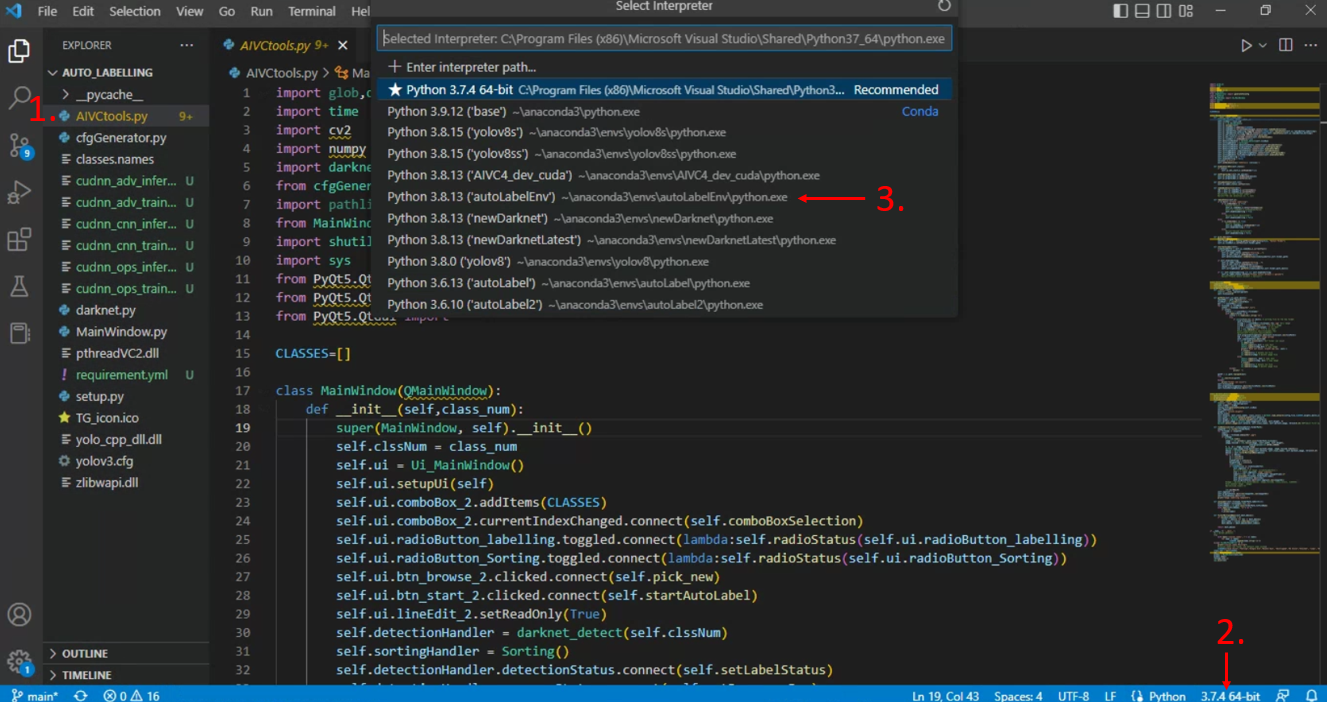 File Edit Selection View Go Run Terminal Hel
Select Interpreter
Selected Interpreter: C:\Program Files (x86)\Microsoft Visual Studio\Shared\Python37_64\python.exe
+ Enter interpreter path...
★ Python 3.7.4 64-bit C:\Program Files (x86)\Microsoft Visual Studio\Shared\Python3... Recommended
Python 3.9.12 ('base') ~\anaconda3\python.exe Conda
Python 3.8.15 ('yolov8s') ~\anaconda3\envs\yolov8s\python.exe
Python 3.8.15 ('yolov8ss') ~\anaconda3\envs\yolov8ss\python.exe
Python 3.8.13 ('AIVC4_dev_cuda') ~\anaconda3\envs\AIVC4_dev_cuda\python.exe
Python 3.8.13 ('autoLabelEnv') ~\anaconda3\envs\autoLabelEnv\python.exe
3.
Python 3.8.13 ('newDarknet') ~\anaconda3\envs\newDarknet\python.exe
Python 3.8.13 ('newDarknetLatest') ~\anaconda3\envs\newDarknetLatest\python.exe
Python 3.8.0 ('yolov8') ~\anaconda3\envs\yolov8\python.exe
Python 3.6.13 ('autoLabel') ~\anaconda3\envs\autoLabel\python.exe
Python 3.6.10 ('autoLabel2') ~\anaconda3\envs\autoLabel2\python.exe
EXPLORER ...
AUTO_LABELLING
__pycache__
1.
AIVCtools.py 9+
cfgGenerator.py
classes.names
cudnn_adv_infer... U
cudnn_adv_train... U
cudnn_cnn_infer... U
cudnn_cnn_train... U
cudnn_ops_infer... U
cudnn_ops_train... U
darknet.py
MainWindow.py
pthreadVC2.dll
! requirement.yml U
setup.py
TG_icon.ico
yolo_cpp_dll.dll
yolov3.cfg
zlibwapi.dll
OUTLINE
TIMELINE
9
1
AIVCtools.py 9+
AIVCtools.py > Ma
1 import glob,o
2 import time
3 import cv2
4 import numpy
5 import darkne
6 from cfgGener
7 import pathli
8 from MainWind
9 import shutil
10 import sys
11 from PyQt5.Qt
12 from PyQt5.Qt
13 from PyQt5.QtGui import
14
15 CLASSES=[]
16
17 class MainWindow(QMainWindow):
18 def __init__(self,class_num):
19 super(MainWindow, self).__init__()
20 self.clssNum = class_num
21 self.ui = Ui_MainWindow()
22 self.ui.setupUi(self)
23 self.ui.comboBox_2.addItems(CLASSES)
24 self.ui.comboBox_2.currentIndexChanged.connect(self.comboBoxSelection)
25 self.ui.radioButton_labelling.toggled.connect(lambda:self.radioStatus(self.ui.radioButton_labelling))
26 self.ui.radioButton_Sorting.toggled.connect(lambda:self.radioStatus(self.ui.radioButton_Sorting))
27 self.ui.btn_browse_2.clicked.connect(self.pick_new)
28 self.ui.btn_start_2.clicked.connect(self.startAutoLabel)
29 self.ui.lineEdit_2.setReadOnly(True)
30 self.detectionHandler = darknet_detect(self.clssNum)
31 self.sortingHandler = Sorting()
32 self.detectionHandler.detectionStatus.connect(self.setLabelStatus)
2.
main* 0 16 Ln 19, Col 43 Spaces: 4 UTF-8 LF Python 3.7.4 64-bit